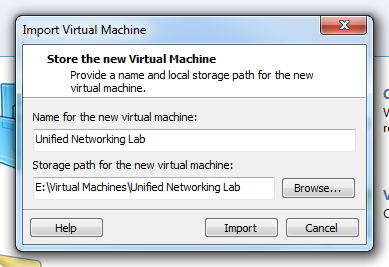 Import Virtual Machine
Store the new Virtual Machine
Provide a name and local storage path for the new
virtual machine.
Name for the new virtual machine:
Unified Networking Lab
Storage path for the new virtual machine:
E:\Virtual Machines\Unified Networking Lab
Browse...
Help
Import
Cancel